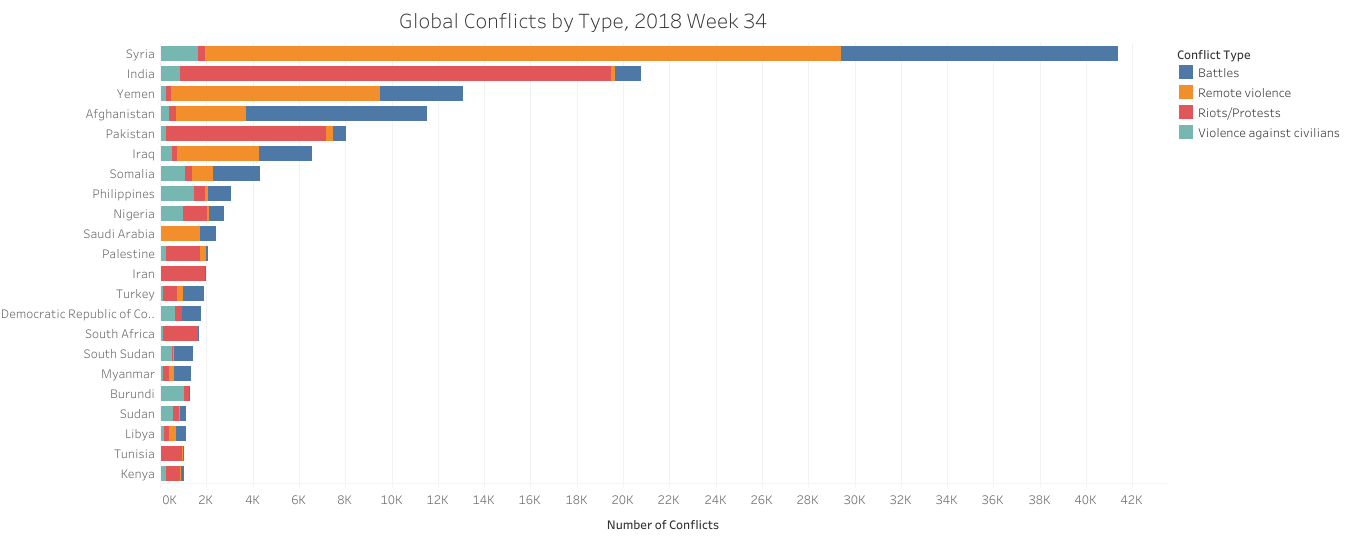 Global Conflicts by Type, 2018 Week 34
Conflict Type
Battles
Remote violence
Riots/Protests
Violence against civilians
Syria
India
Yemen
Afghanistan
Pakistan
Iraq
Somalia
Philippines
Nigeria
Saudi Arabia
Palestine
Iran
Turkey
Democratic Republic of Co..
South Africa
South Sudan
Myanmar
Burundi
Sudan
Libya
Tunisia
Kenya
0K 2K 4K 6K 8K 10K 12K 14K 16K 18K 20K 22K 24K 26K 28K 30K 32K 34K 36K 38K 40K 42K
Number of Conflicts